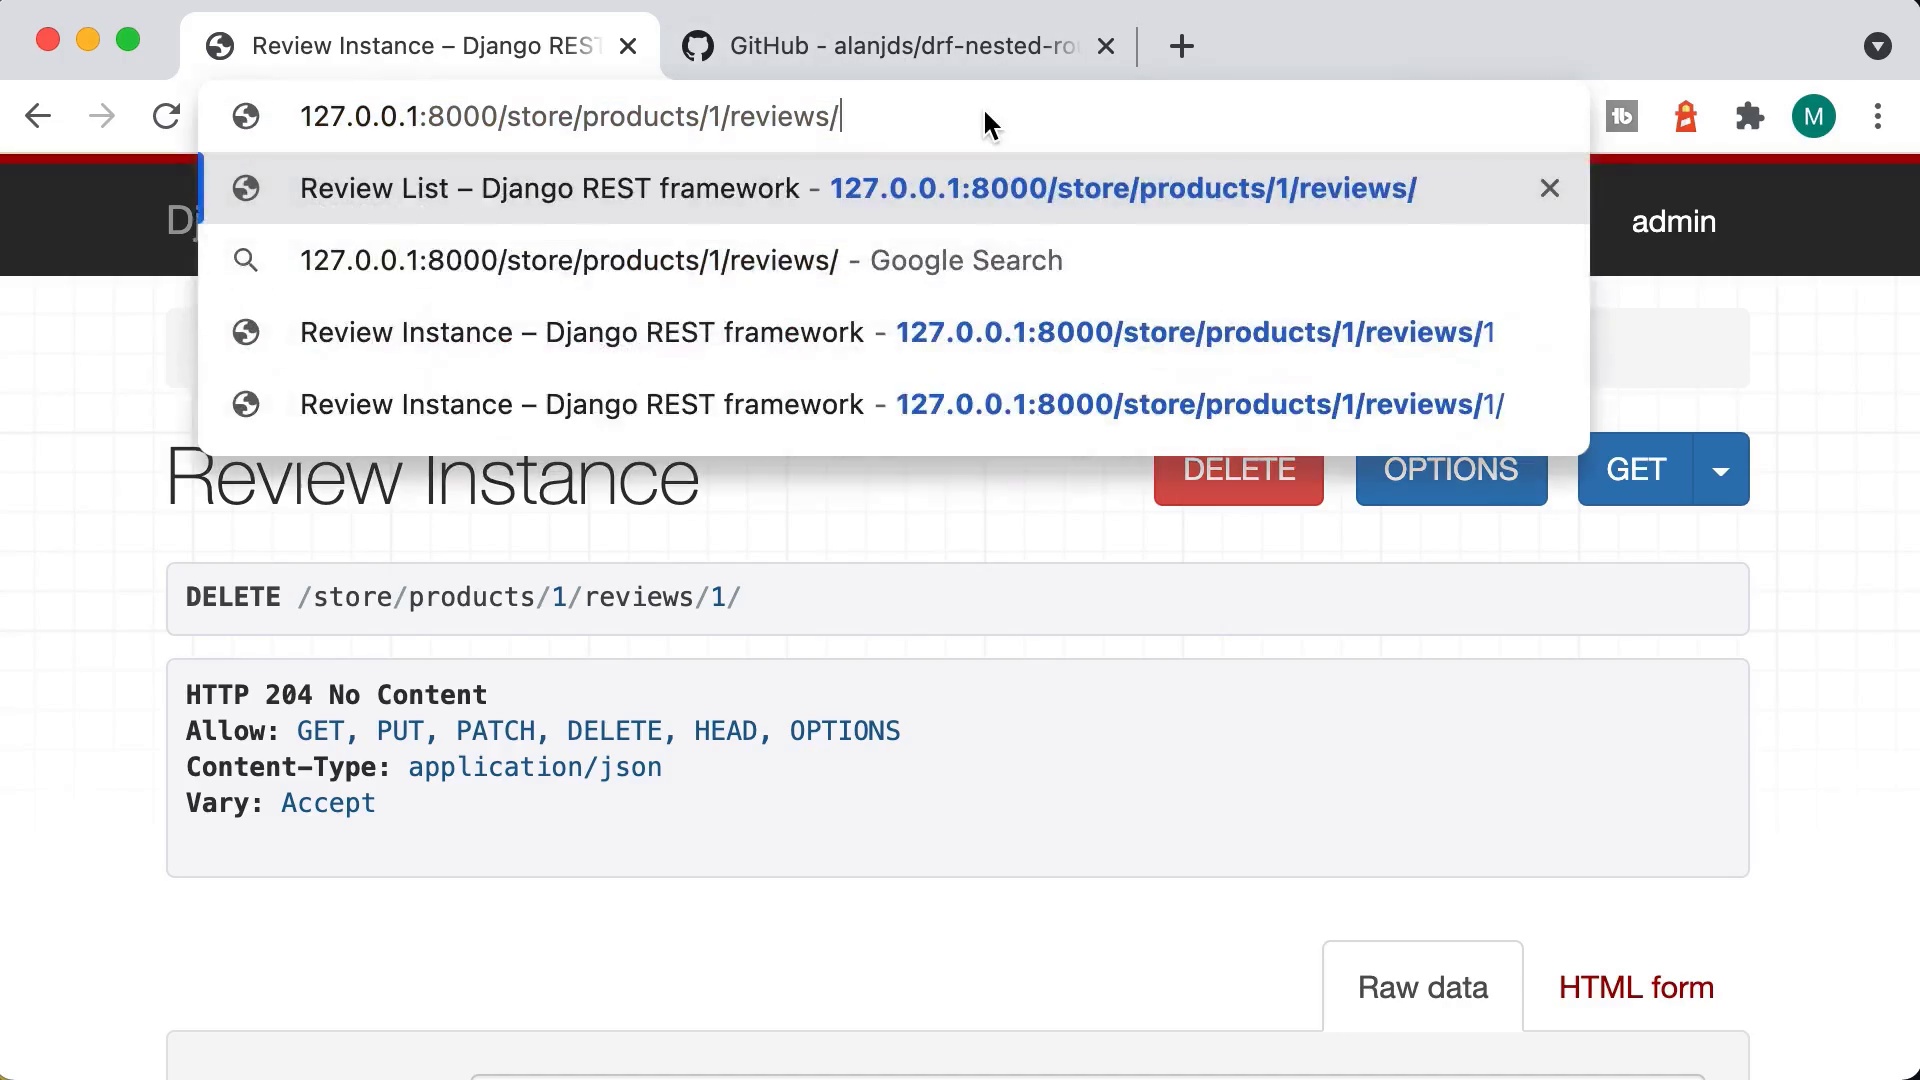 Review Instance – Django REST
GitHub - alanjds/drf-nested-ro
127.0.0.1:8000/store/products/1/reviews/
M
Review List – Django REST framework - 127.0.0.1:8000/store/products/1/reviews/
Dj
admin
127.0.0.1:8000/store/products/1/reviews/ - Google Search
Review Instance – Django REST framework - 127.0.0.1:8000/store/products/1/reviews/1
Review Instance – Django REST framework - 127.0.0.1:8000/store/products/1/reviews/1/
Review Instance
DELETE
OPTIONS
GET
DELETE /store/products/1/reviews/1/
HTTP 204 No Content
Allow: GET, PUT, PATCH, DELETE, HEAD, OPTIONS
Content-Type: application/json
Vary: Accept
Raw data
HTML form